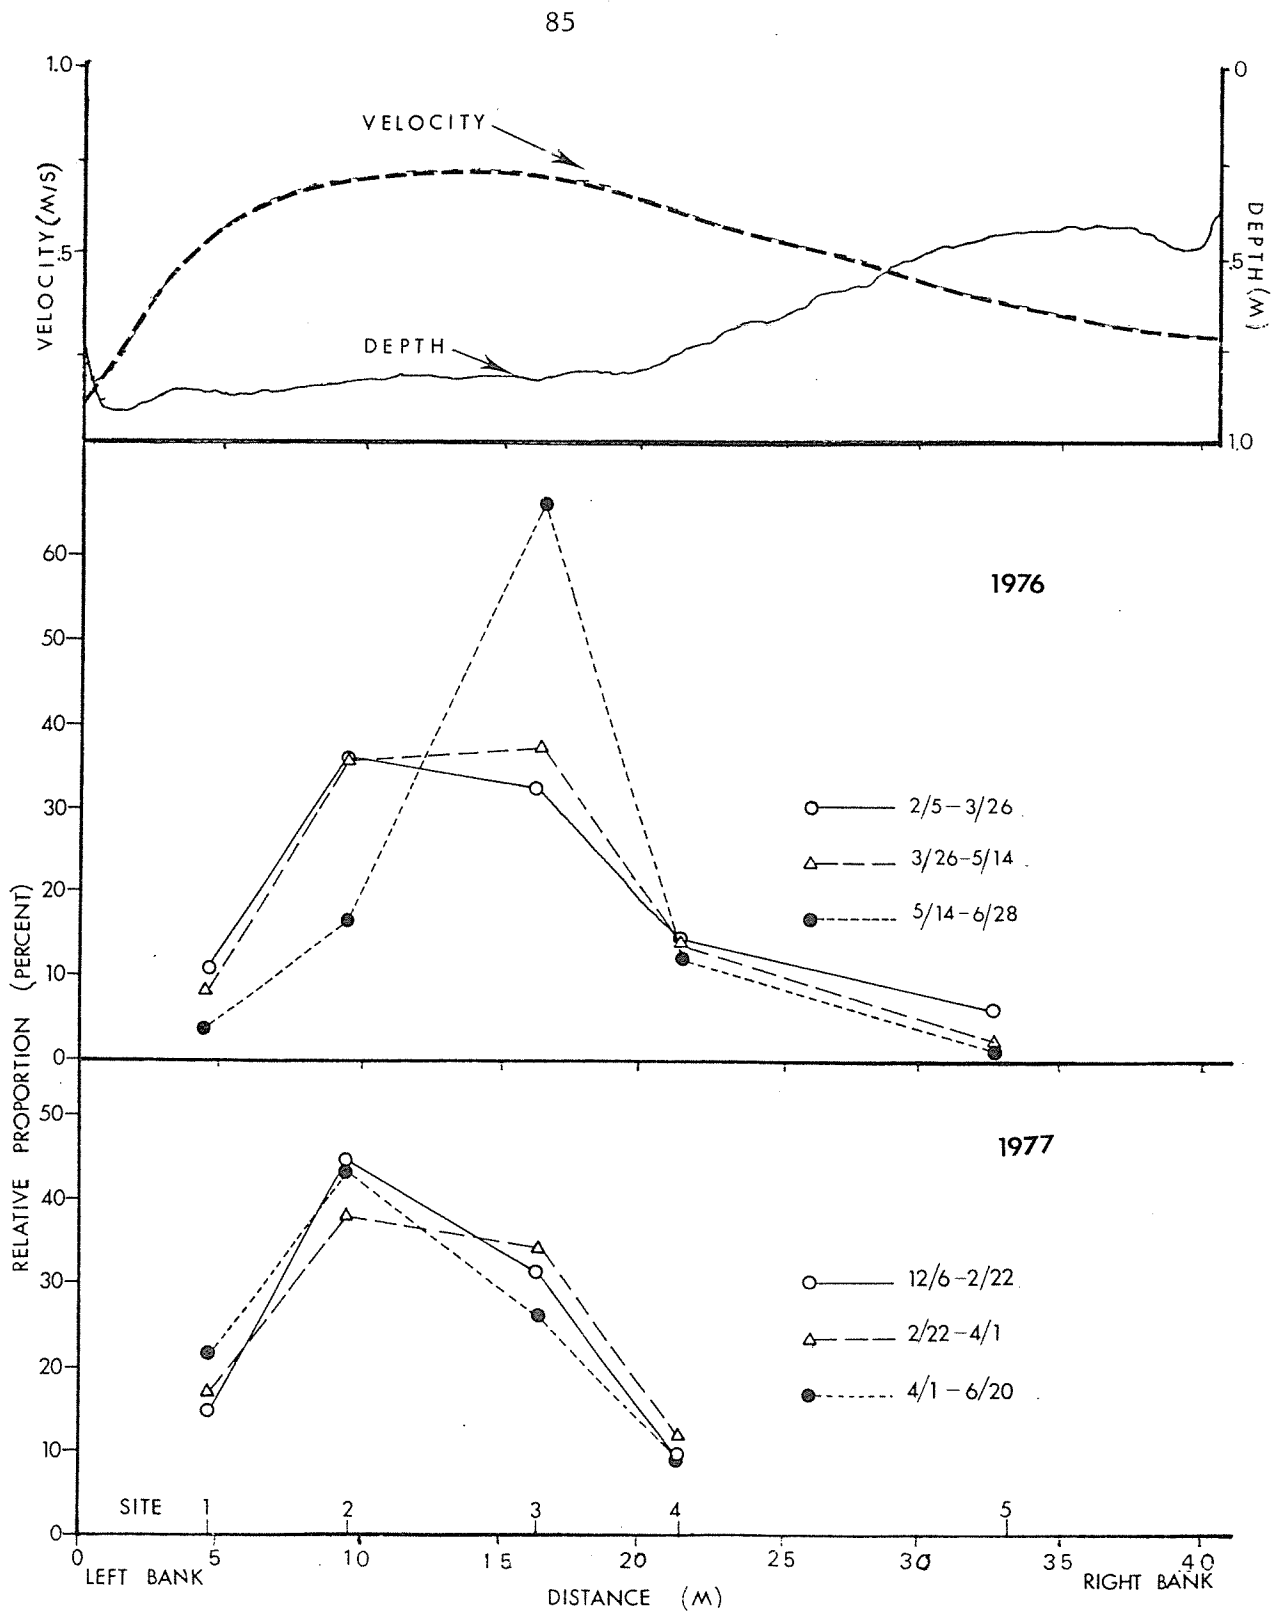 85
1.0
.5
VELOCITY (M/S)
VELOCITY
DEPTH
0
.5
1.0
DEPTH (M)
60
50
40
30
20
10
0
1976
2/5 – 3/26
3/26 – 5/14
5/14 – 6/28
RELATIVE PROPORTION (PERCENT)
50
40
30
20
10
0
1977
12/6 – 2/22
2/22 – 4/1
4/1 – 6/20
SITE 1 2 3 4 5
0 5 10 15 20 25 30 35 40
LEFT BANK
RIGHT BANK
DISTANCE (M)